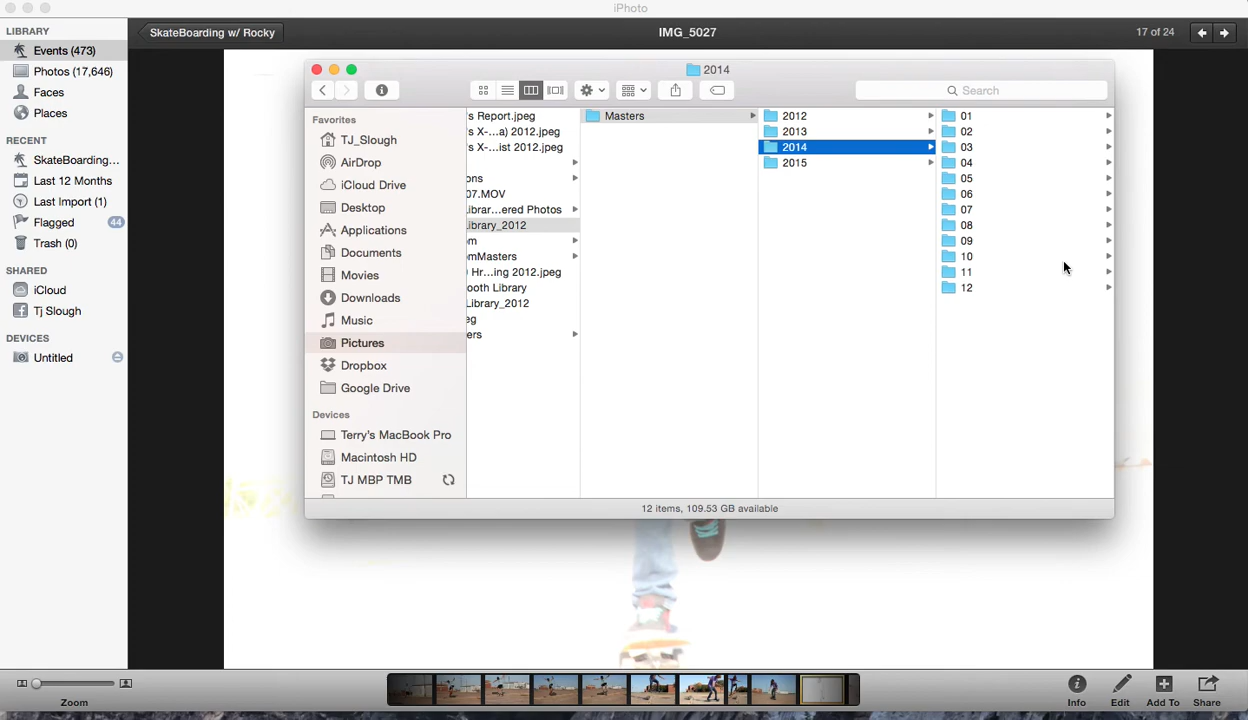 iPhoto
LIBRARY
Events (473)
Photos (17,646)
Faces
Places
RECENT
SkateBoarding...
Last 12 Months
Last Import (1)
Flagged 44
Trash (0)
SHARED
iCloud
Tj Slough
DEVICES
Untitled
SkateBoarding w/ Rocky
IMG_5027
17 of 24
2014
Search
Favorites
TJ_Slough
AirDrop
iCloud Drive
Desktop
Applications
Documents
Movies
Downloads
Music
Pictures
Dropbox
Google Drive
Devices
Terry's MacBook Pro
Macintosh HD
TJ MBP TMB
's Report.jpeg
's X-...a) 2012.jpeg
's X-...ist 2012.jpeg
ons
07.MOV
ibrar...ered Photos
ibrary_2012
om
omMasters
) Hr...ing 2012.jpeg
ooth Library
Library_2012
eg
ers
Masters
2012
2013
2014
2015
01
02
03
04
05
06
07
08
09
10
11
12
12 items, 109.53 GB available
Zoom
Info
Edit
Add To
Share